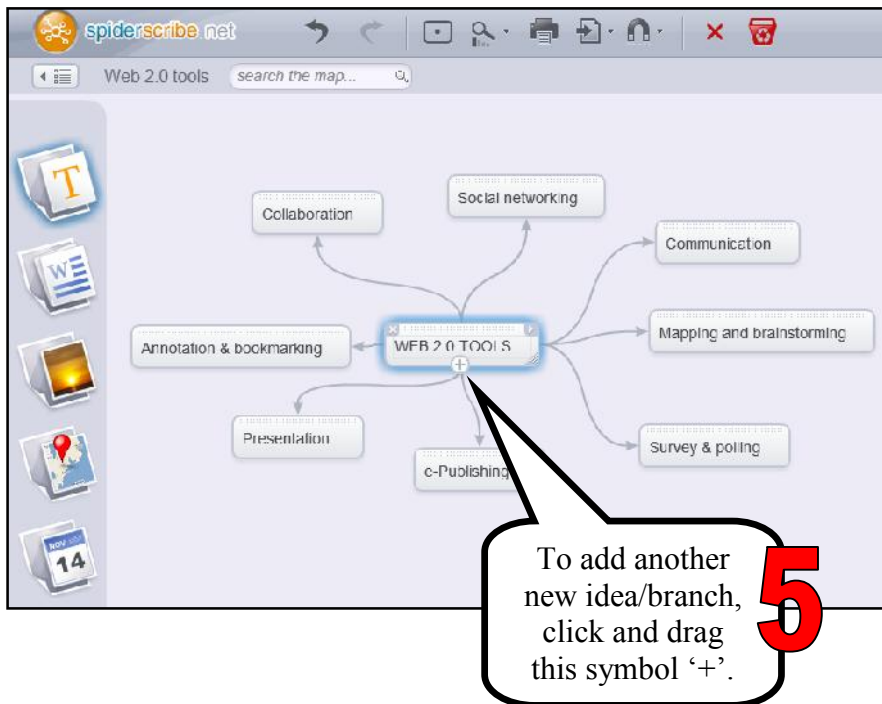 spiderscribe.net
Web 2.0 tools search the map...
T
Social networking
Collaboration
Communication
W
WEB 2.0 TOOLS
Mapping and brainstorming
Annotation & bookmarking
Presentation
Survey & polling
e-Publishing
NOV
14
To add another
new idea/branch,
click and drag
this symbol ‘+’.
5